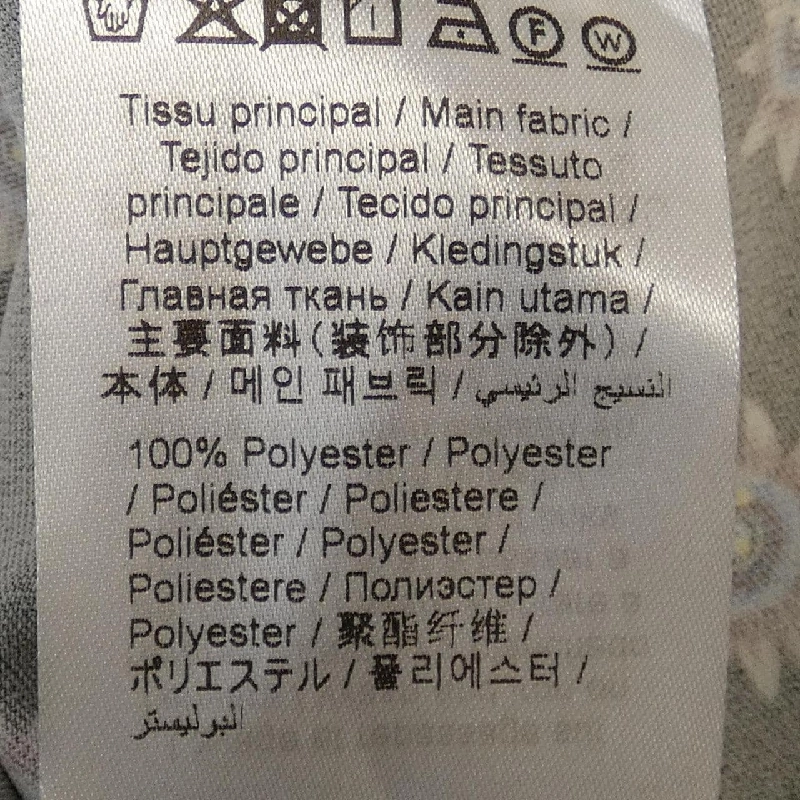 F W
Tissu principal / Main fabric /
Tejido principal / Tessuto
principale / Tecido principal /
Hauptgewebe / Kledingstuk /
Главная ткань / Kain utama /
主要面料(装饰部分除外) /
本体 / 메인 패브릭 / النسيج الرئيسي
100% Polyester / Polyester
/ Poliéster / Poliestere /
Poliéster / Polyester /
Poliestere / Полиэстер /
Polyester / 聚酯纤维 /
ポリエステル / 폴리에스터 /
البوليستر